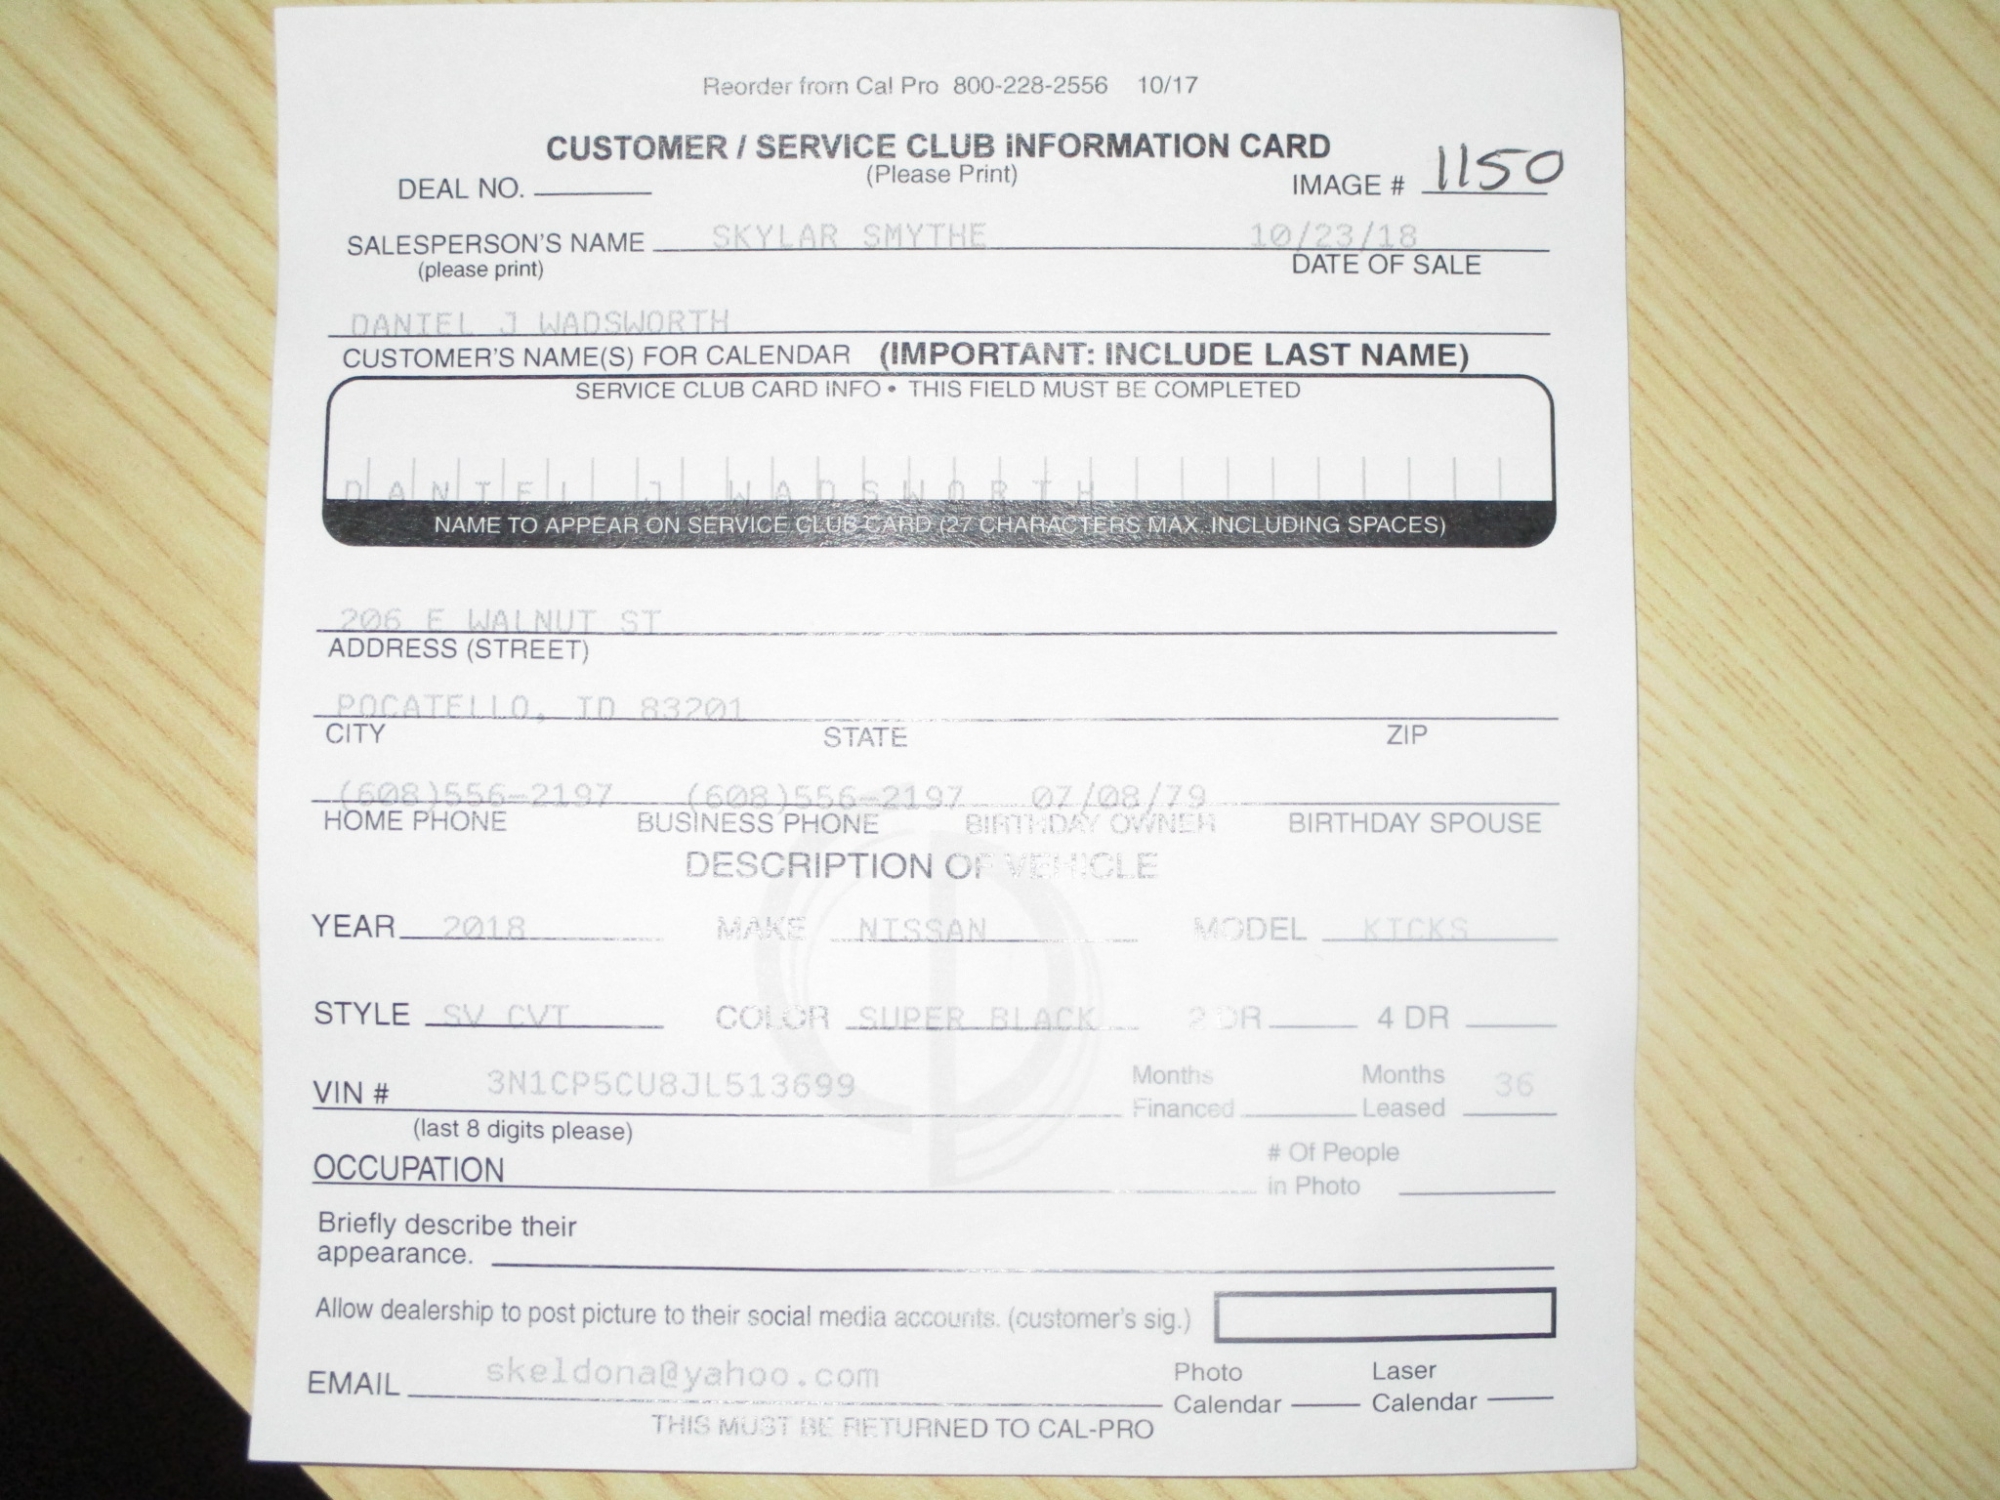 Reorder from Cal Pro 800-228-2556 10/17
CUSTOMER / SERVICE CLUB INFORMATION CARD
(Please Print)
DEAL NO. IMAGE # 1150
SALESPERSON'S NAME SKYLAR SMYTHE 10/23/18
(please print) DATE OF SALE
DANIEL J WADSWORTH
CUSTOMER'S NAME(S) FOR CALENDAR (IMPORTANT: INCLUDE LAST NAME)
SERVICE CLUB CARD INFO • THIS FIELD MUST BE COMPLETED
D A N I E L J W A D S W O R T H
NAME TO APPEAR ON SERVICE CLUB CARD (27 CHARACTERS MAX. INCLUDING SPACES)
206 E WALNUT ST
ADDRESS (STREET)
POCATELLO, ID 83201
CITY STATE ZIP
(608)556-2197 (608)556-2197 07/08/79
HOME PHONE BUSINESS PHONE BIRTHDAY OWNER BIRTHDAY SPOUSE
DESCRIPTION OF VEHICLE
YEAR 2018 MAKE NISSAN MODEL KICKS
STYLE SV CVT COLOR SUPER BLACK 2 DR 4 DR
VIN # 3N1CP5CU8JL513699 Months Financed Months Leased 36
(last 8 digits please)
OCCUPATION # Of People in Photo
Briefly describe their
appearance.
Allow dealership to post picture to their social media accounts. (customer's sig.)
EMAIL skeldona@yahoo.com Photo Calendar Laser Calendar
THIS MUST BE RETURNED TO CAL-PRO